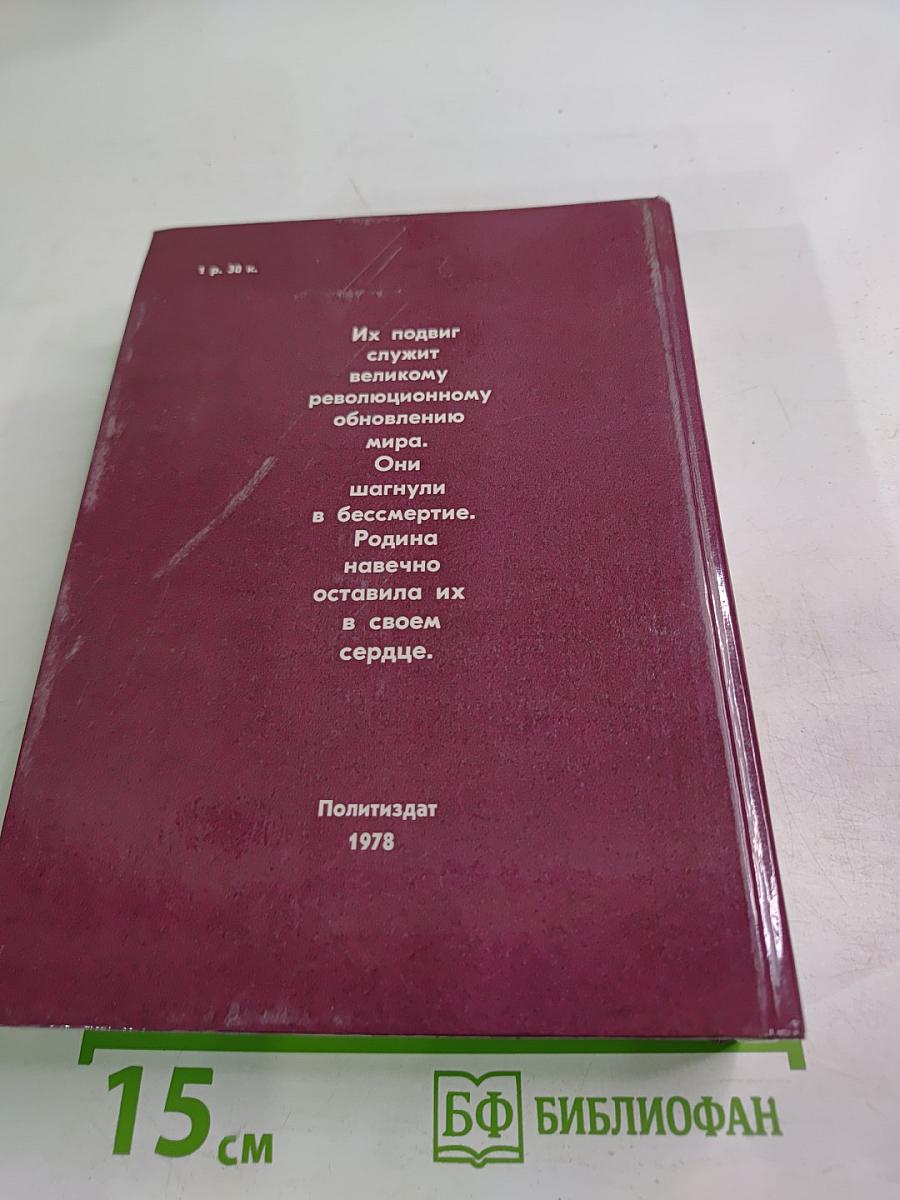 1 р. 30 к.
Их подвиг
служит
великому
революционному
обновлению
мира.
Они
шагнули
в бессмертие.
Родина
навечно
оставила их
в своем
сердце.
Политиздат
1978
15 см
БФ БИБЛИОФАН